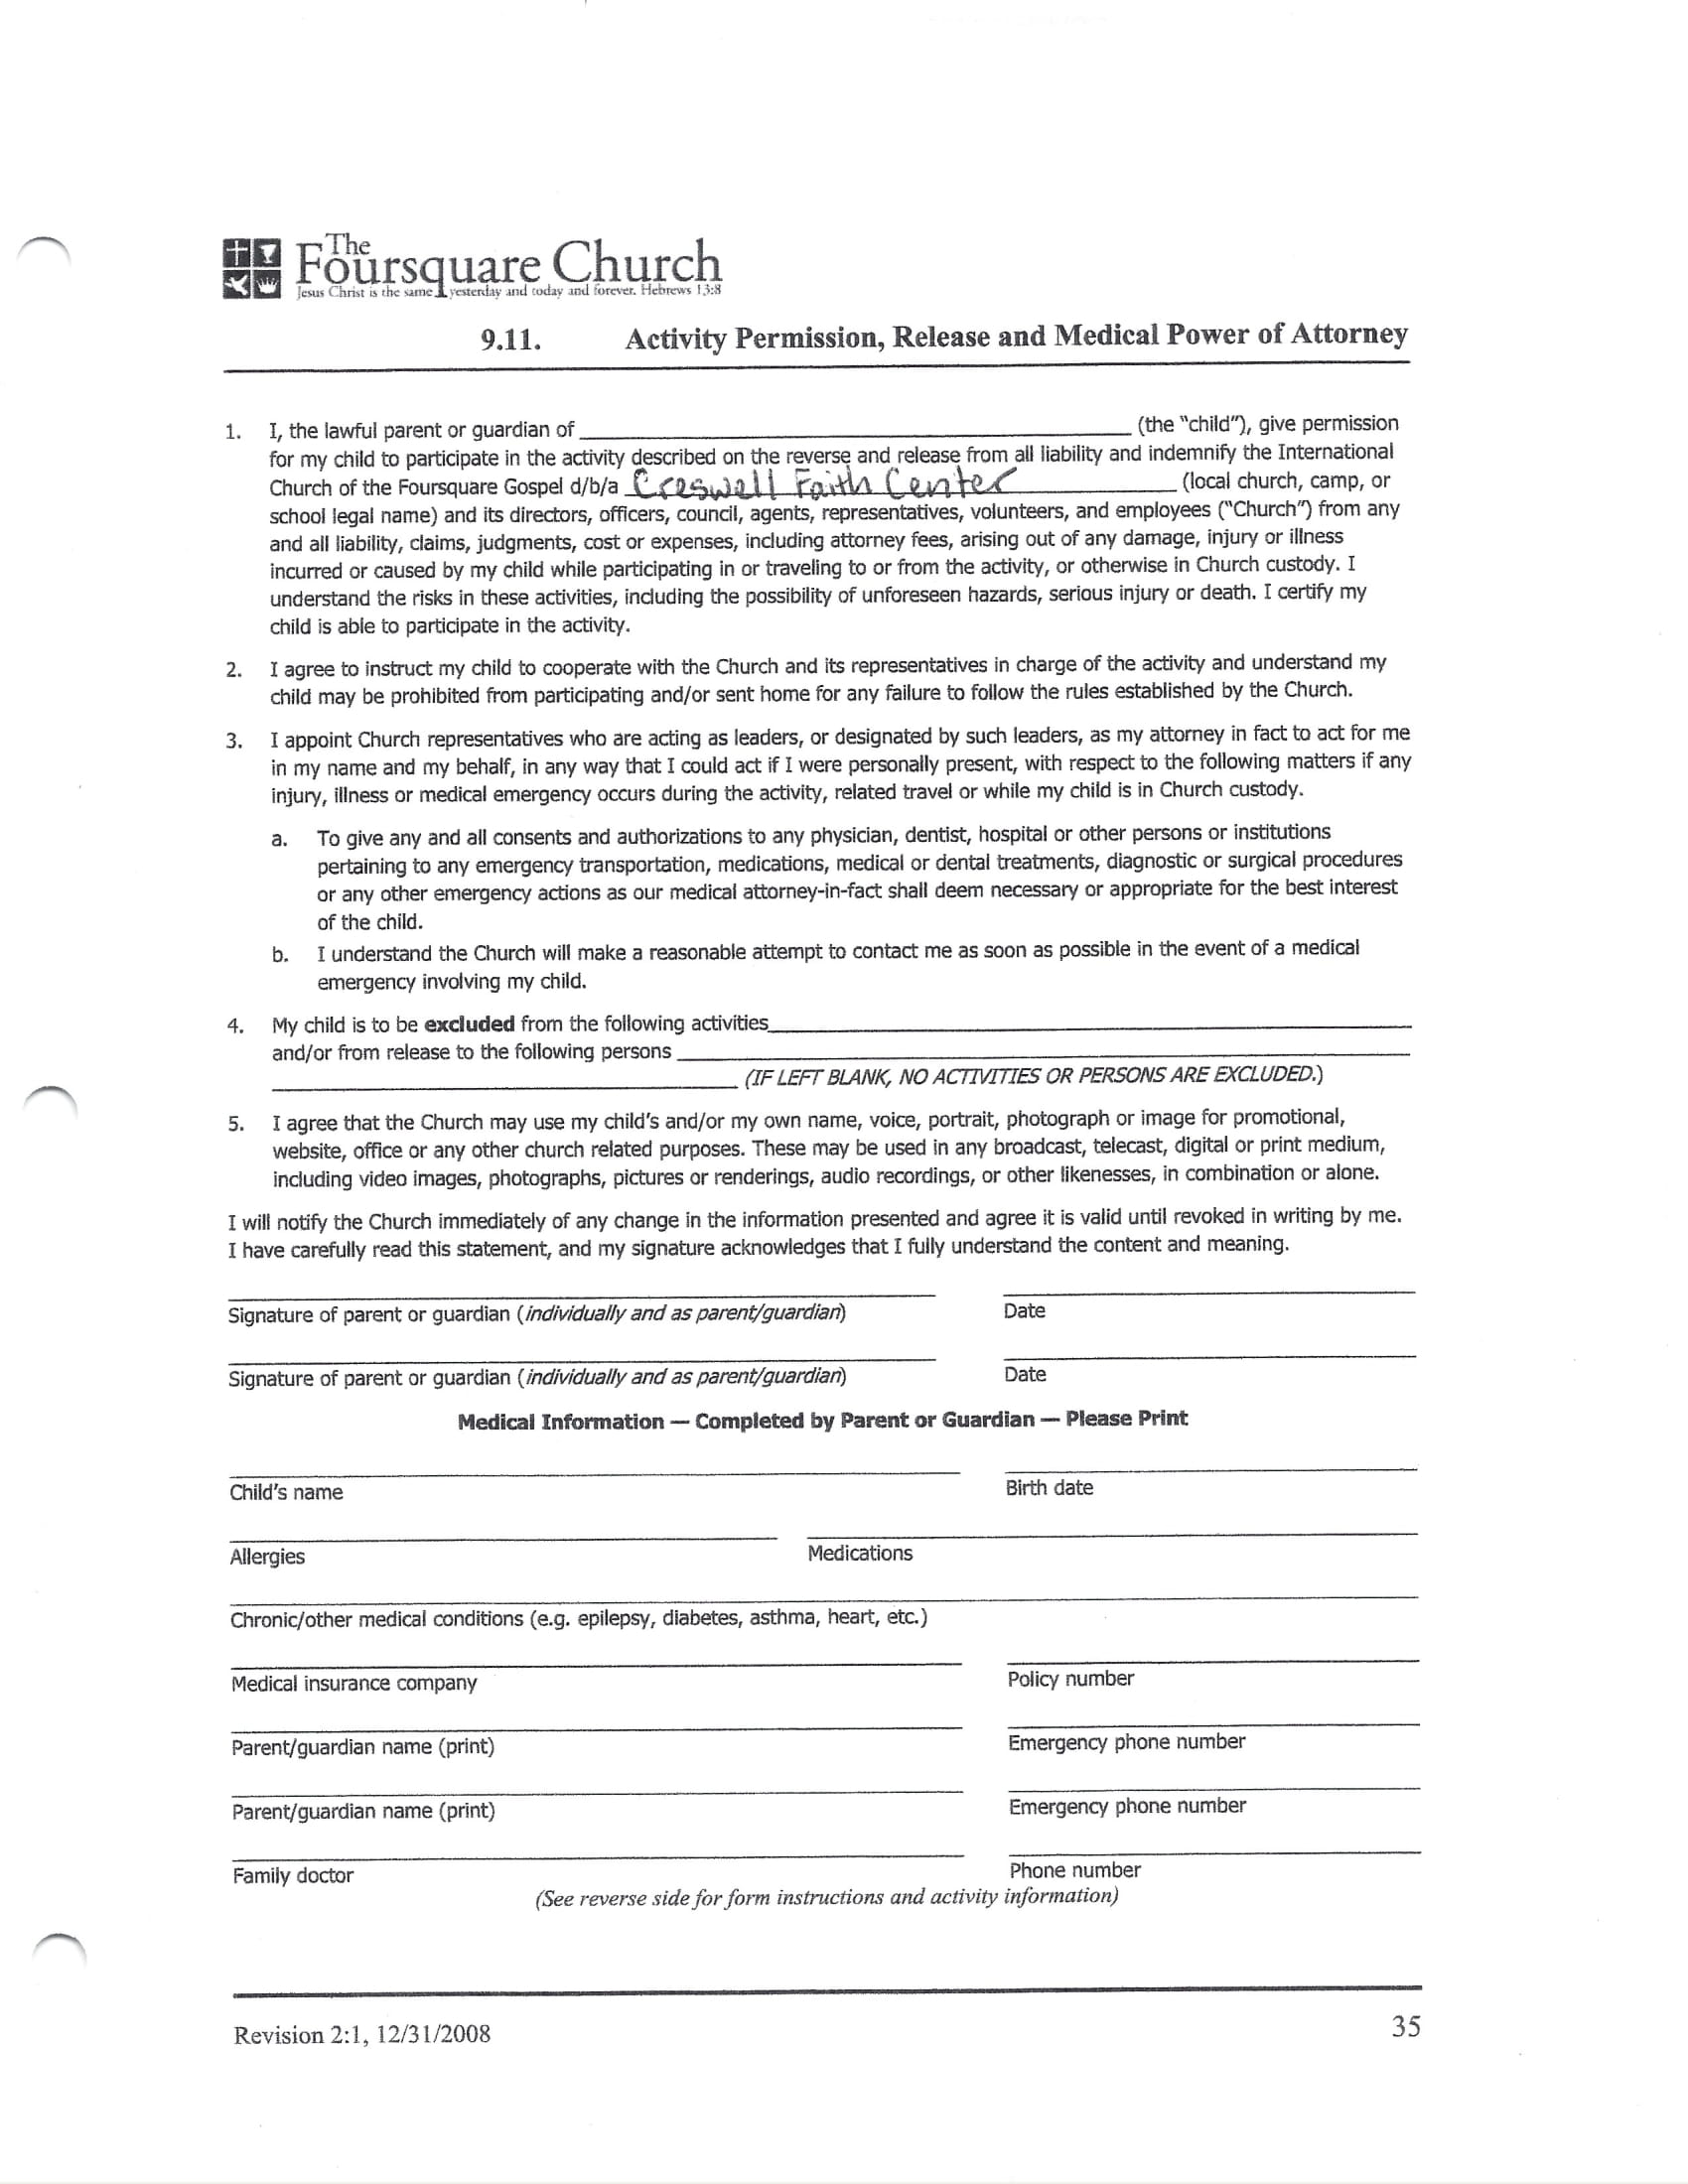 The
Foursquare Church
Jesus Christ is the same yesterday and today and forever. Hebrews 13:8
9.11. Activity Permission, Release and Medical Power of Attorney
1. I, the lawful parent or guardian of ______ (the "child"), give permission
for my child to participate in the activity described on the reverse and release from all liability and indemnify the International
Church of the Foursquare Gospel d/b/a Creswell Faith Center (local church, camp, or
school legal name) and its directors, officers, council, agents, representatives, volunteers, and employees ("Church") from any
and all liability, claims, judgments, cost or expenses, including attorney fees, arising out of any damage, injury or illness
incurred or caused by my child while participating in or traveling to or from the activity, or otherwise in Church custody. I
understand the risks in these activities, including the possibility of unforeseen hazards, serious injury or death. I certify my
child is able to participate in the activity.
2. I agree to instruct my child to cooperate with the Church and its representatives in charge of the activity and understand my
child may be prohibited from participating and/or sent home for any failure to follow the rules established by the Church.
3. I appoint Church representatives who are acting as leaders, or designated by such leaders, as my attorney in fact to act for me
in my name and my behalf, in any way that I could act if I were personally present, with respect to the following matters if any
injury, illness or medical emergency occurs during the activity, related travel or while my child is in Church custody.
a. To give any and all consents and authorizations to any physician, dentist, hospital or other persons or institutions
pertaining to any emergency transportation, medications, medical or dental treatments, diagnostic or surgical procedures
or any other emergency actions as our medical attorney-in-fact shall deem necessary or appropriate for the best interest
of the child.
b. I understand the Church will make a reasonable attempt to contact me as soon as possible in the event of a medical
emergency involving my child.
4. My child is to be excluded from the following activities______
and/or from release to the following persons ______
______ (IF LEFT BLANK, NO ACTIVITIES OR PERSONS ARE EXCLUDED.)
5. I agree that the Church may use my child's and/or my own name, voice, portrait, photograph or image for promotional,
website, office or any other church related purposes. These may be used in any broadcast, telecast, digital or print medium,
including video images, photographs, pictures or renderings, audio recordings, or other likenesses, in combination or alone.
I will notify the Church immediately of any change in the information presented and agree it is valid until revoked in writing by me.
I have carefully read this statement, and my signature acknowledges that I fully understand the content and meaning.
Signature of parent or guardian (individually and as parent/guardian) Date
Signature of parent or guardian (individually and as parent/guardian) Date
Medical Information — Completed by Parent or Guardian — Please Print
Child's name Birth date
Allergies Medications
Chronic/other medical conditions (e.g. epilepsy, diabetes, asthma, heart, etc.)
Medical insurance company Policy number
Parent/guardian name (print) Emergency phone number
Parent/guardian name (print) Emergency phone number
Family doctor Phone number
(See reverse side for form instructions and activity information)
Revision 2:1, 12/31/2008 35